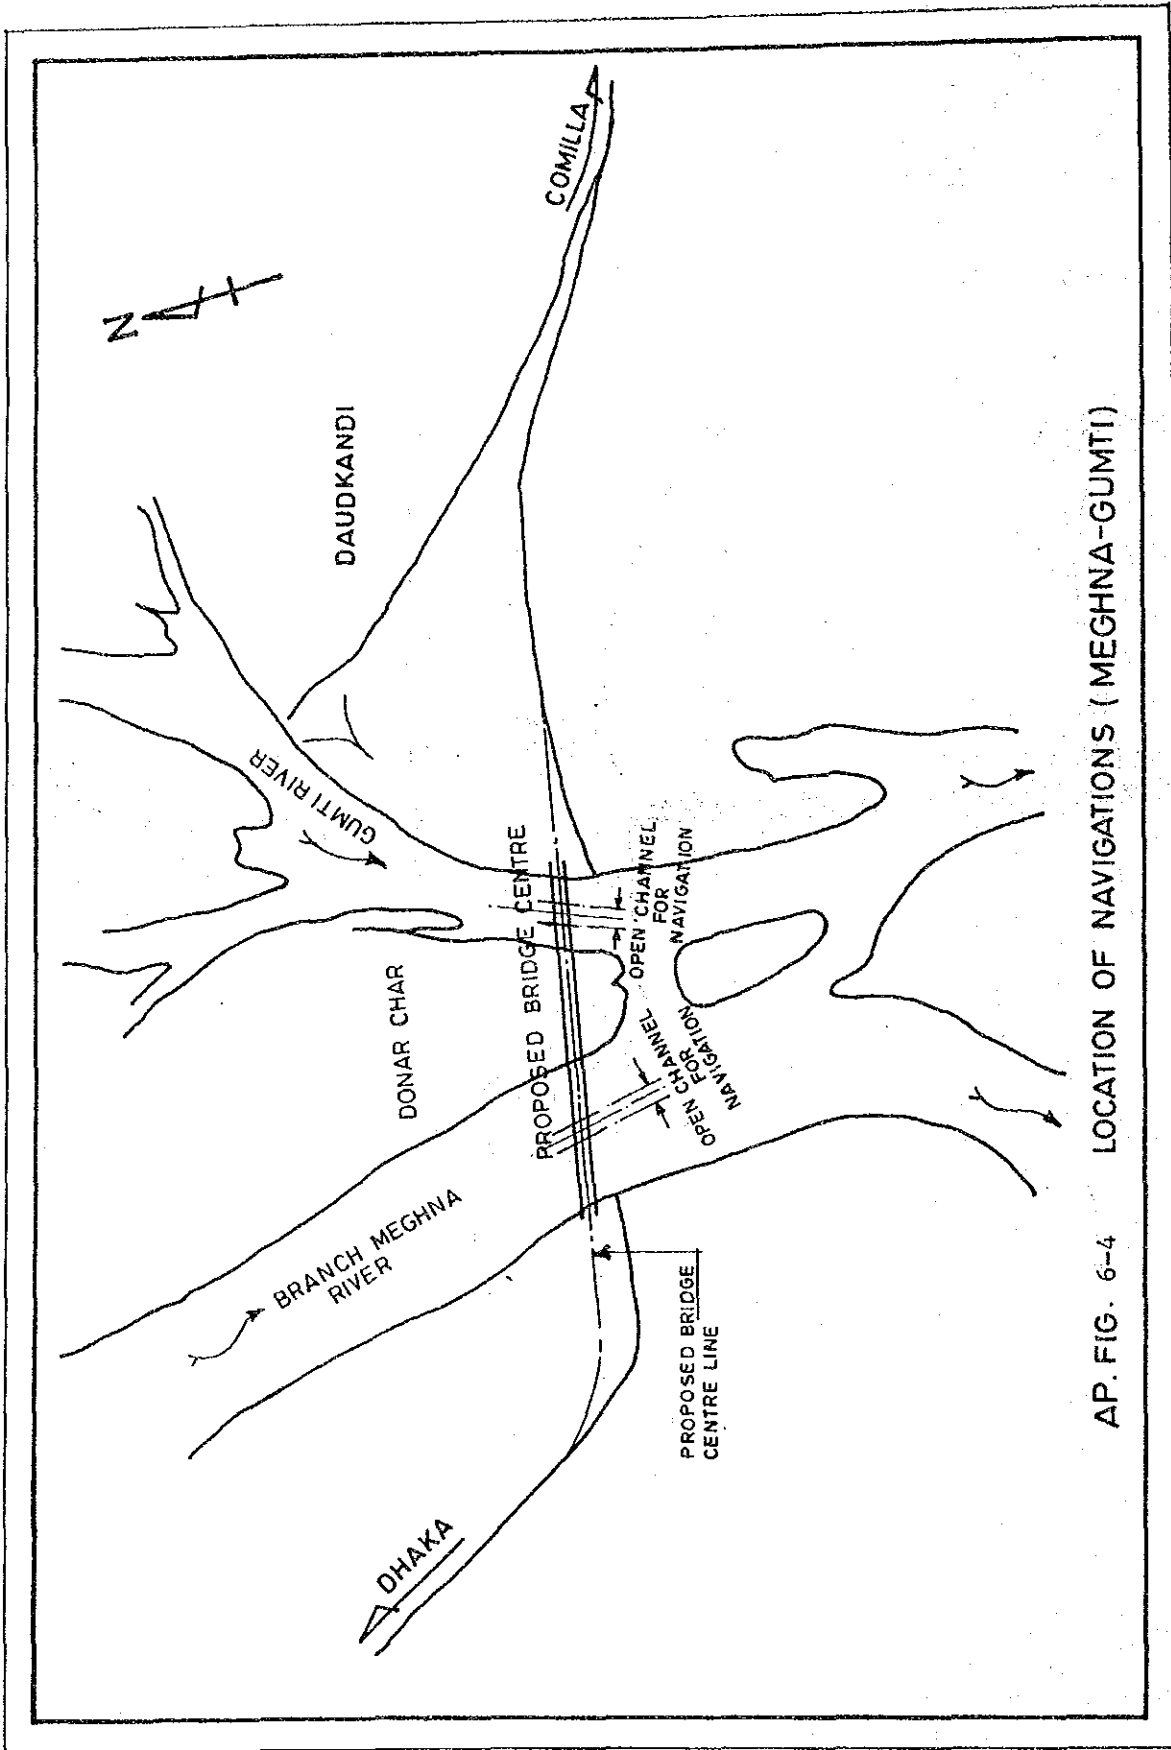 N
COMILLA
DAUDKANDI
GUMTI RIVER
DONAR CHAR
PROPOSED BRIDGE CENTRE
OPEN CHANNEL
FOR
NAVIGATION
OPEN CHANNEL
FOR
NAVIGATION
BRANCH MEGHNA
RIVER
PROPOSED BRIDGE
CENTRE LINE
DHAKA
AP. FIG. 6-4 LOCATION OF NAVIGATIONS (MEGHNA-GUMTI)